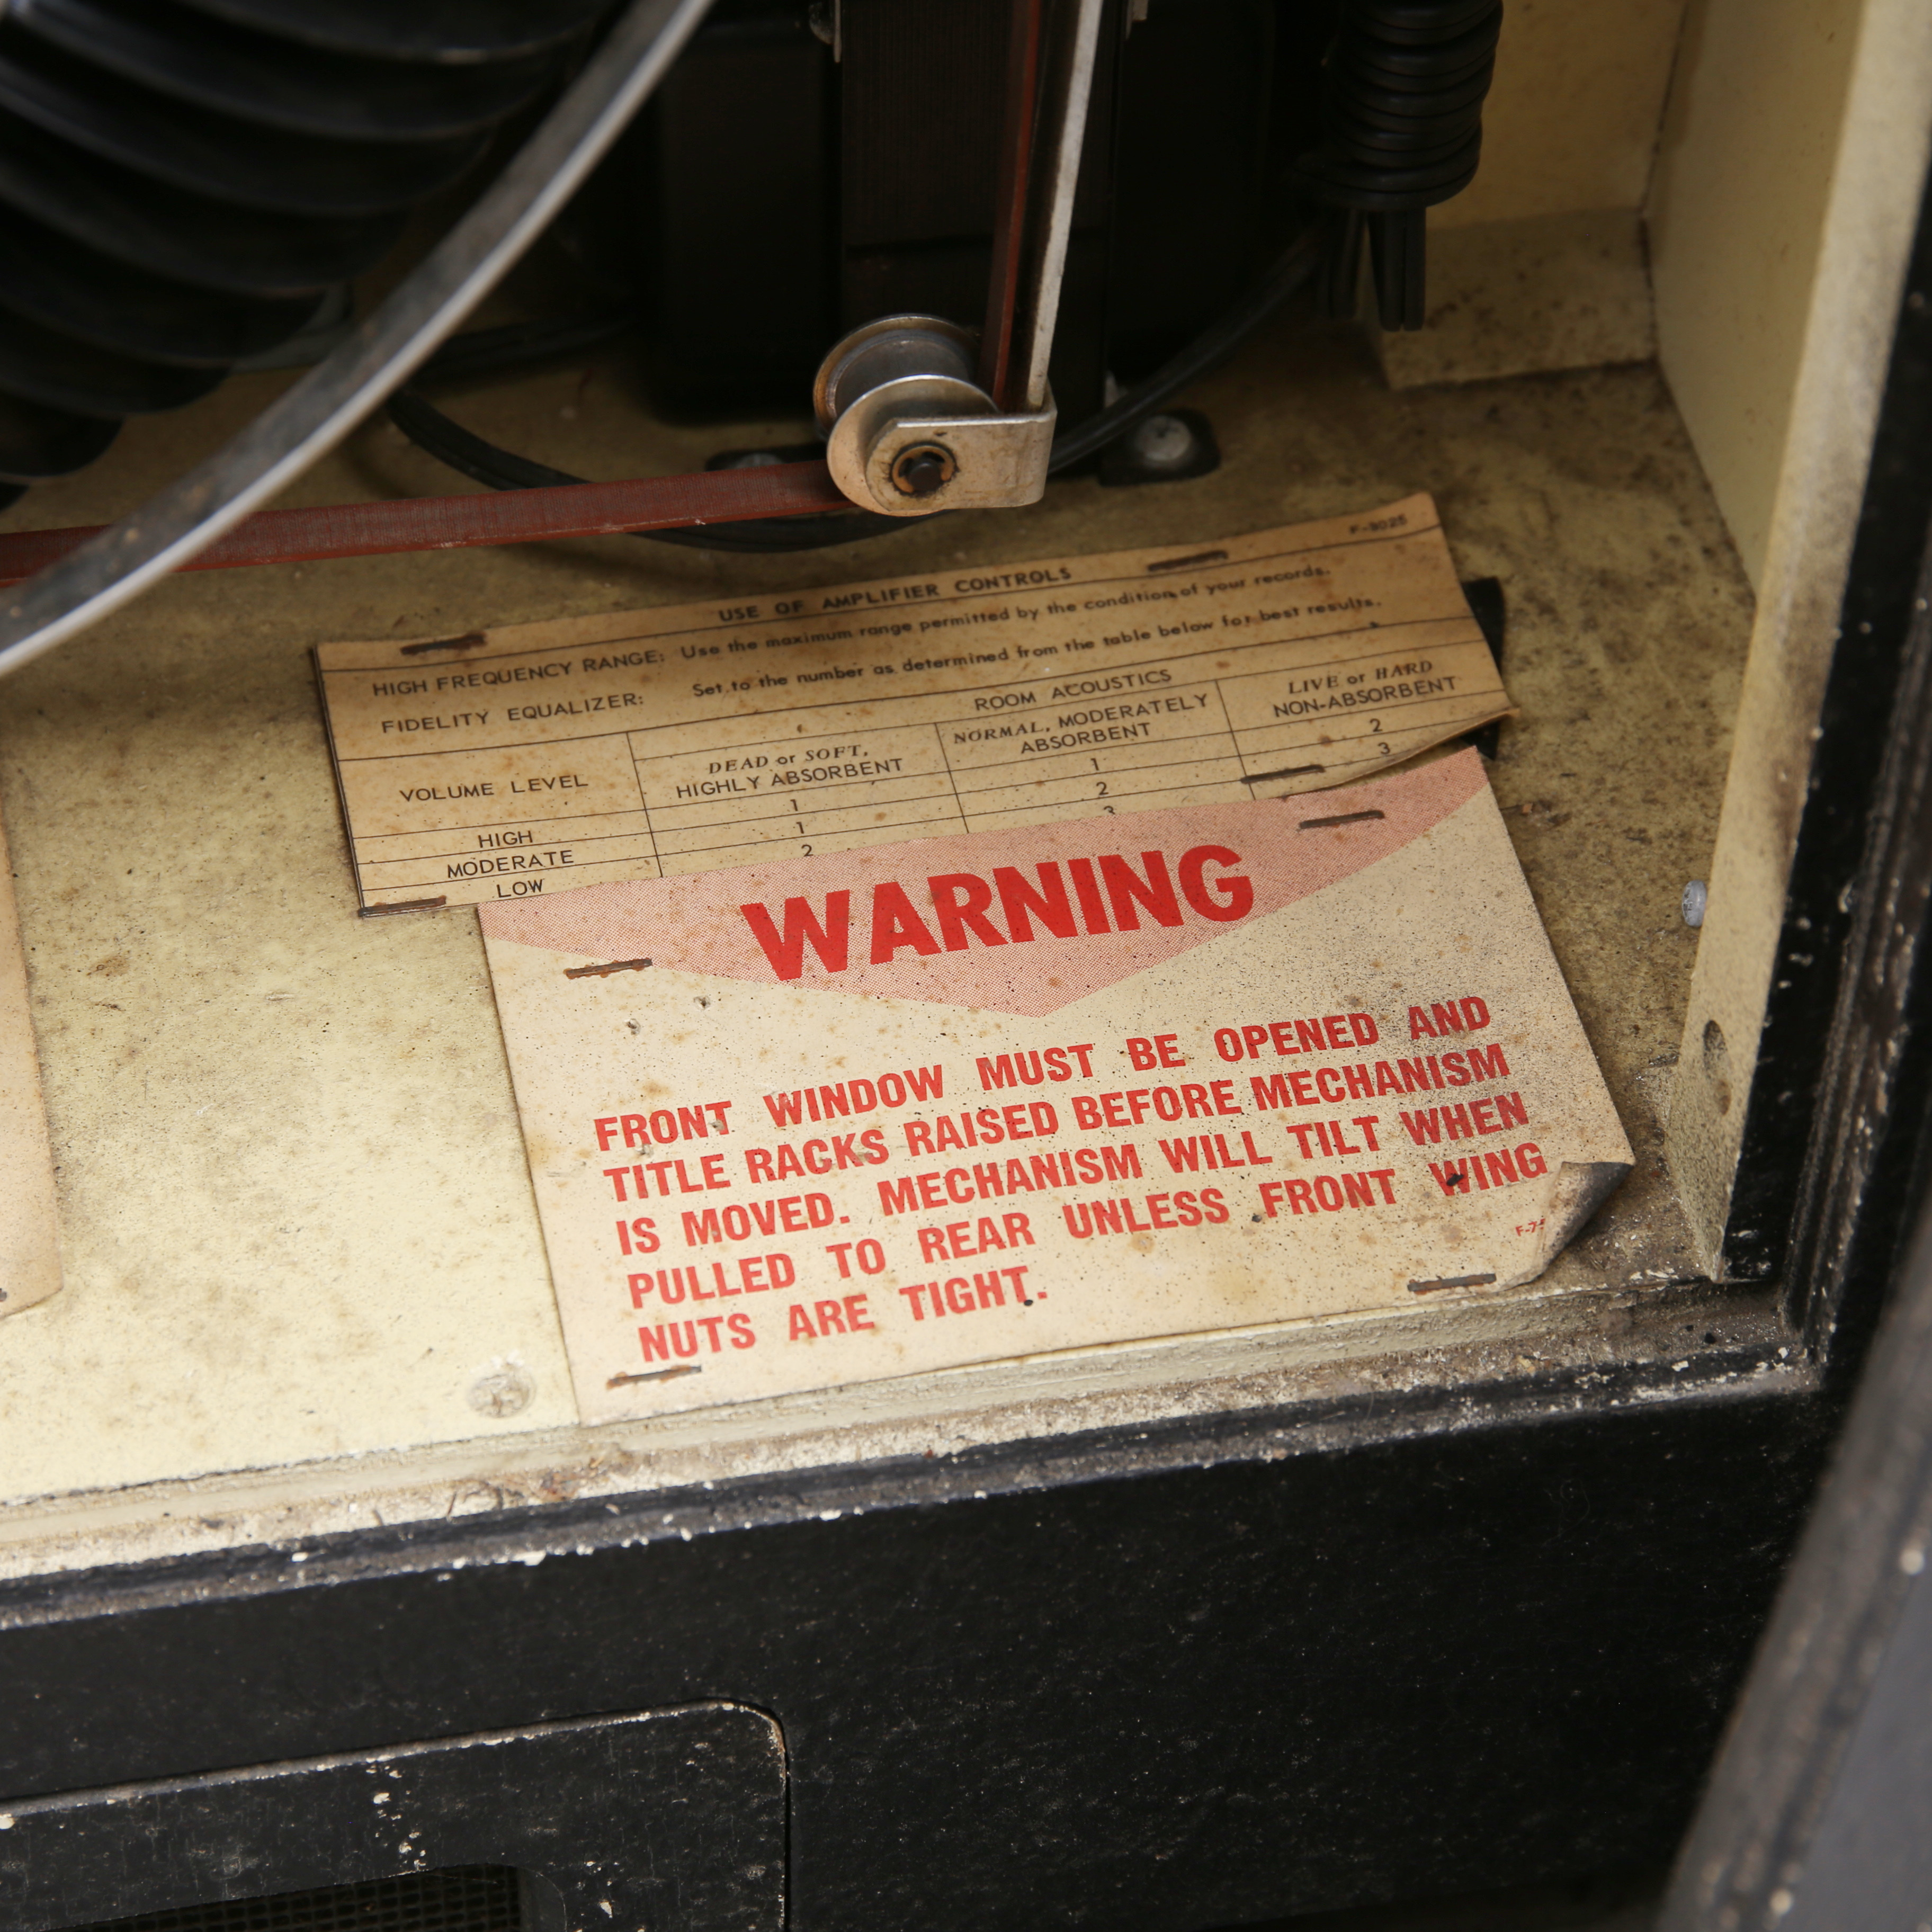 F-9025
USE OF AMPLIFIER CONTROLS
HIGH FREQUENCY RANGE: Use the maximum range permitted by the condition of your records.
FIDELITY EQUALIZER: Set to the number as determined from the table below for best results.
VOLUME LEVEL
ROOM ACOUSTICS
DEAD or SOFT, HIGHLY ABSORBENT
NORMAL, MODERATELY ABSORBENT
LIVE or HARD NON-ABSORBENT
HIGH 1 1 2
MODERATE 1 2 3
LOW 2 3
WARNING
FRONT WINDOW MUST BE OPENED AND
TITLE RACKS RAISED BEFORE MECHANISM
IS MOVED. MECHANISM WILL TILT WHEN
PULLED TO REAR UNLESS FRONT WING
NUTS ARE TIGHT.